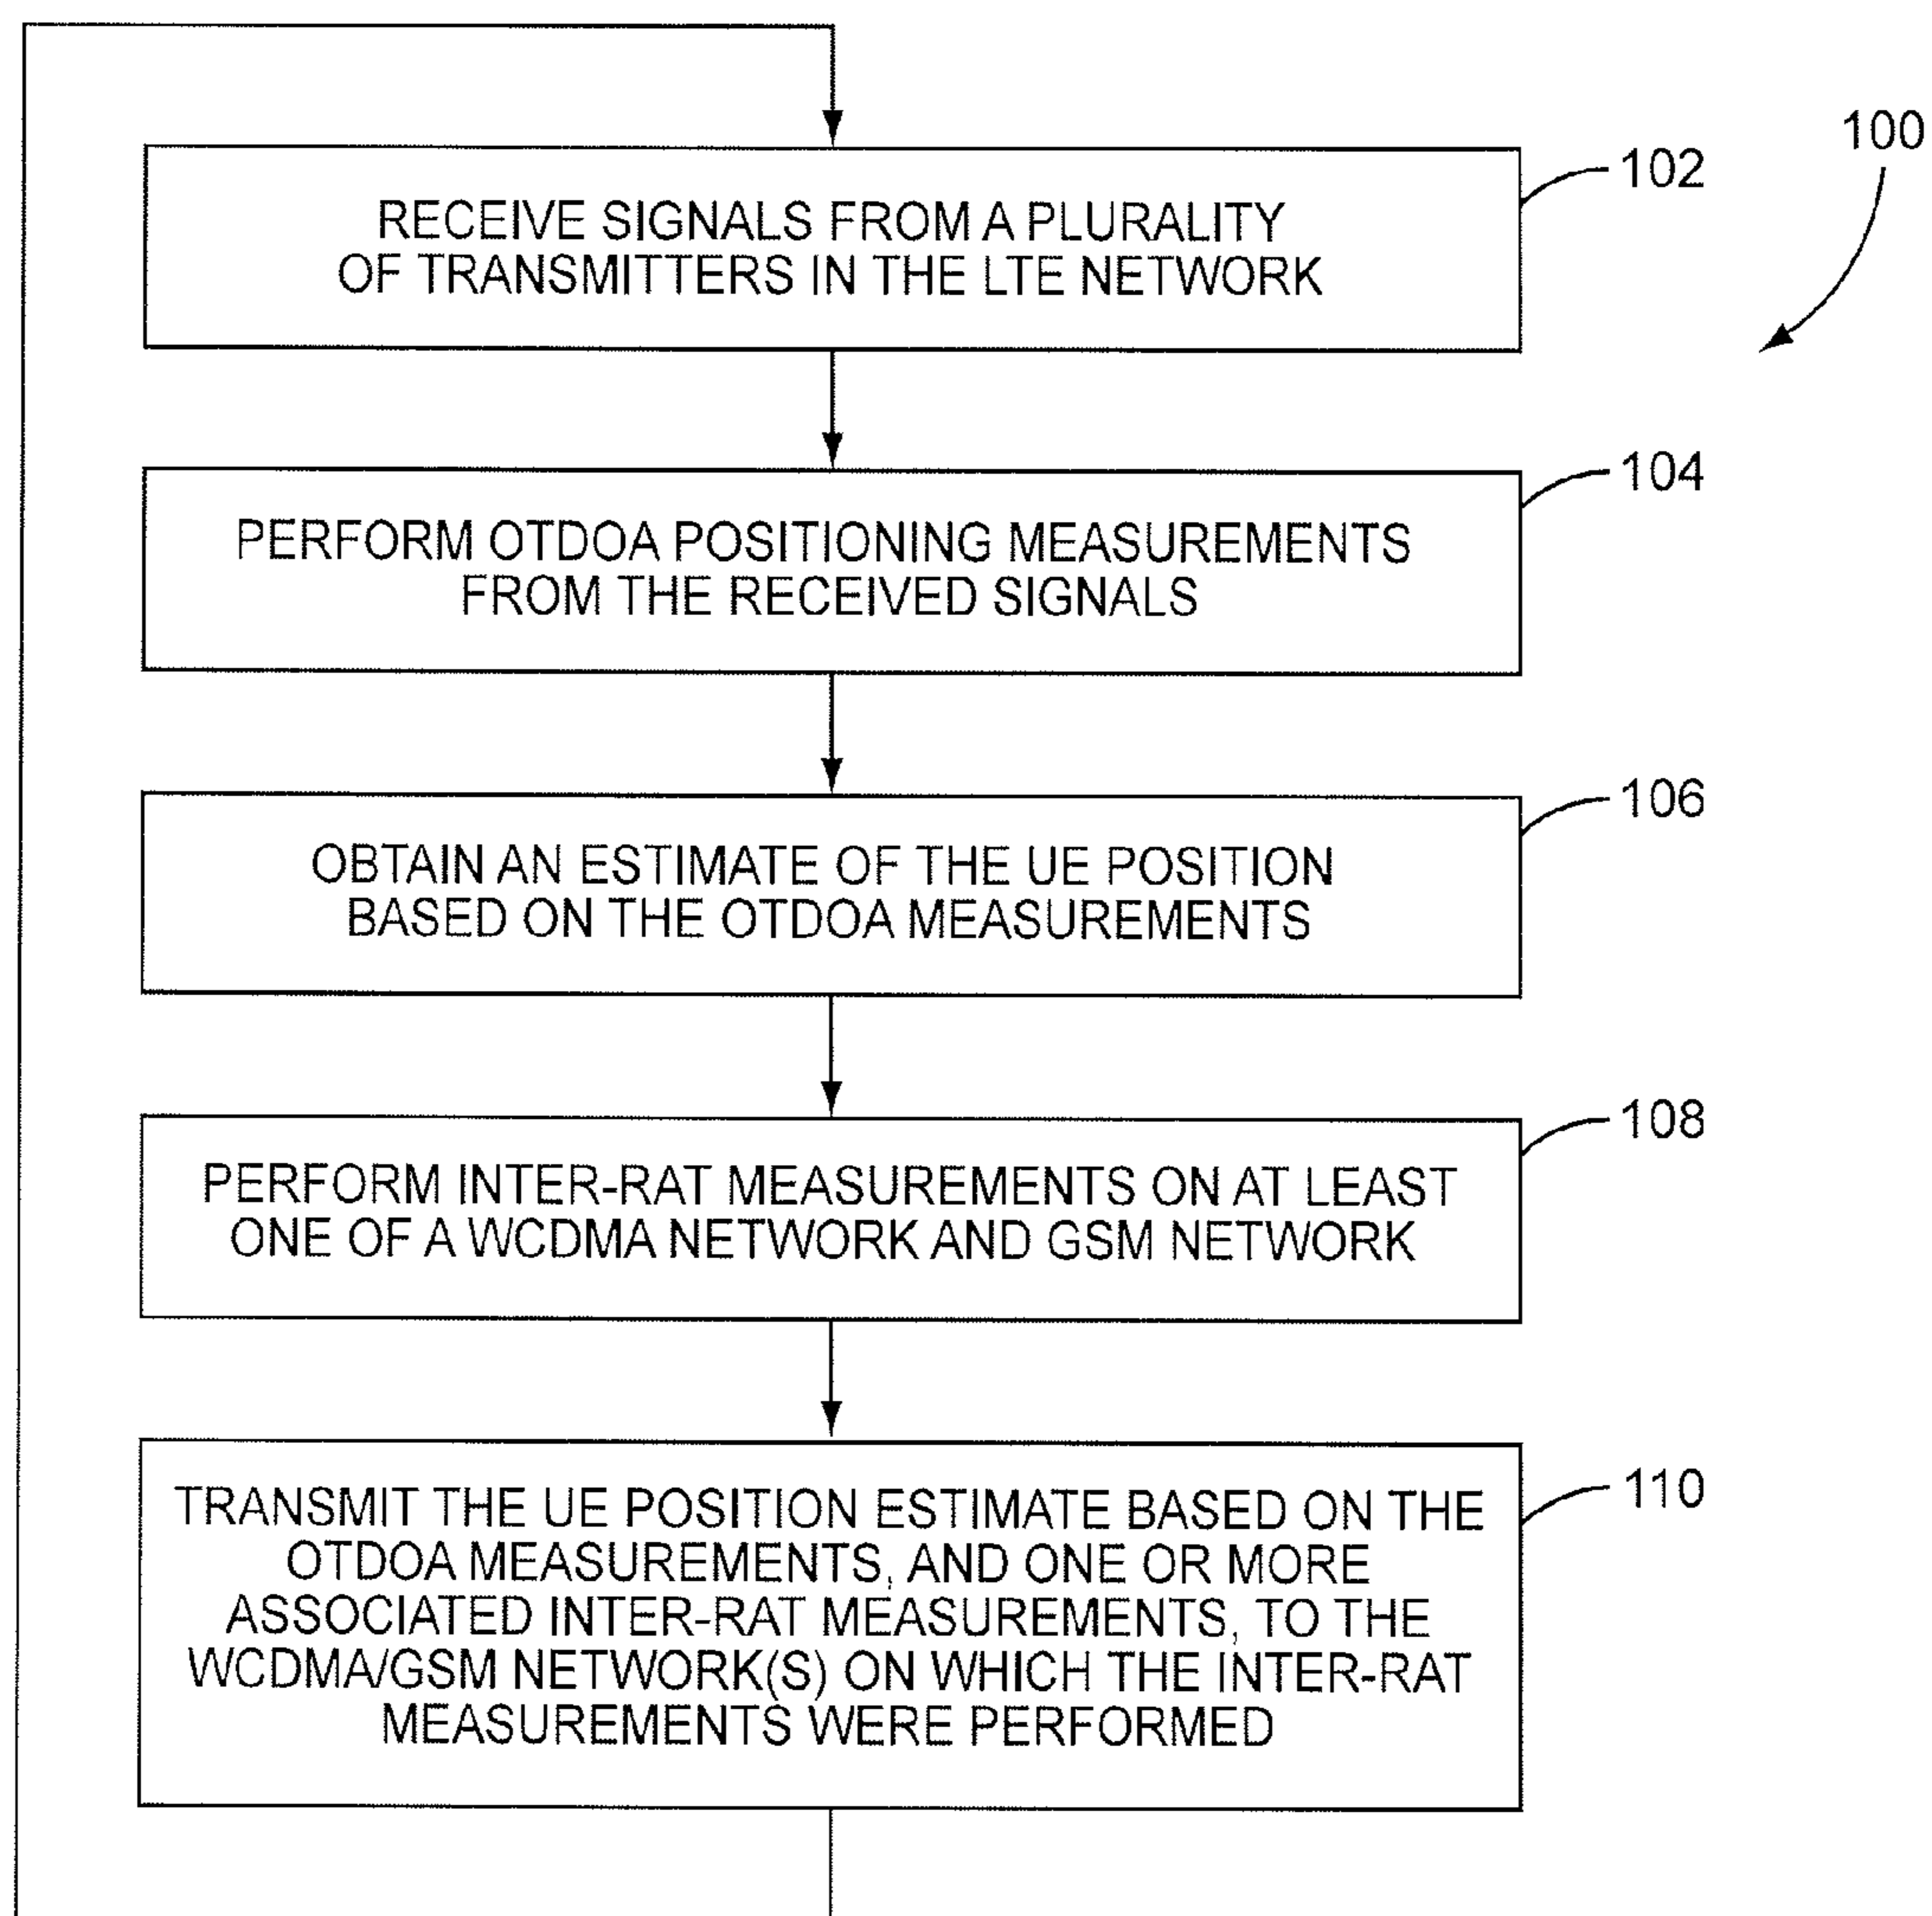 100
102
RECEIVE SIGNALS FROM A PLURALITY
OF TRANSMITTERS IN THE LTE NETWORK
104
PERFORM OTDOA POSITIONING MEASUREMENTS
FROM THE RECEIVED SIGNALS
106
OBTAIN AN ESTIMATE OF THE UE POSITION
BASED ON THE OTDOA MEASUREMENTS
108
PERFORM INTER-RAT MEASUREMENTS ON AT LEAST
ONE OF A WCDMA NETWORK AND GSM NETWORK
110
TRANSMIT THE UE POSITION ESTIMATE BASED ON THE
OTDOA MEASUREMENTS, AND ONE OR MORE
ASSOCIATED INTER-RAT MEASUREMENTS, TO THE
WCDMA/GSM NETWORK(S) ON WHICH THE INTER-RAT
MEASUREMENTS WERE PERFORMED